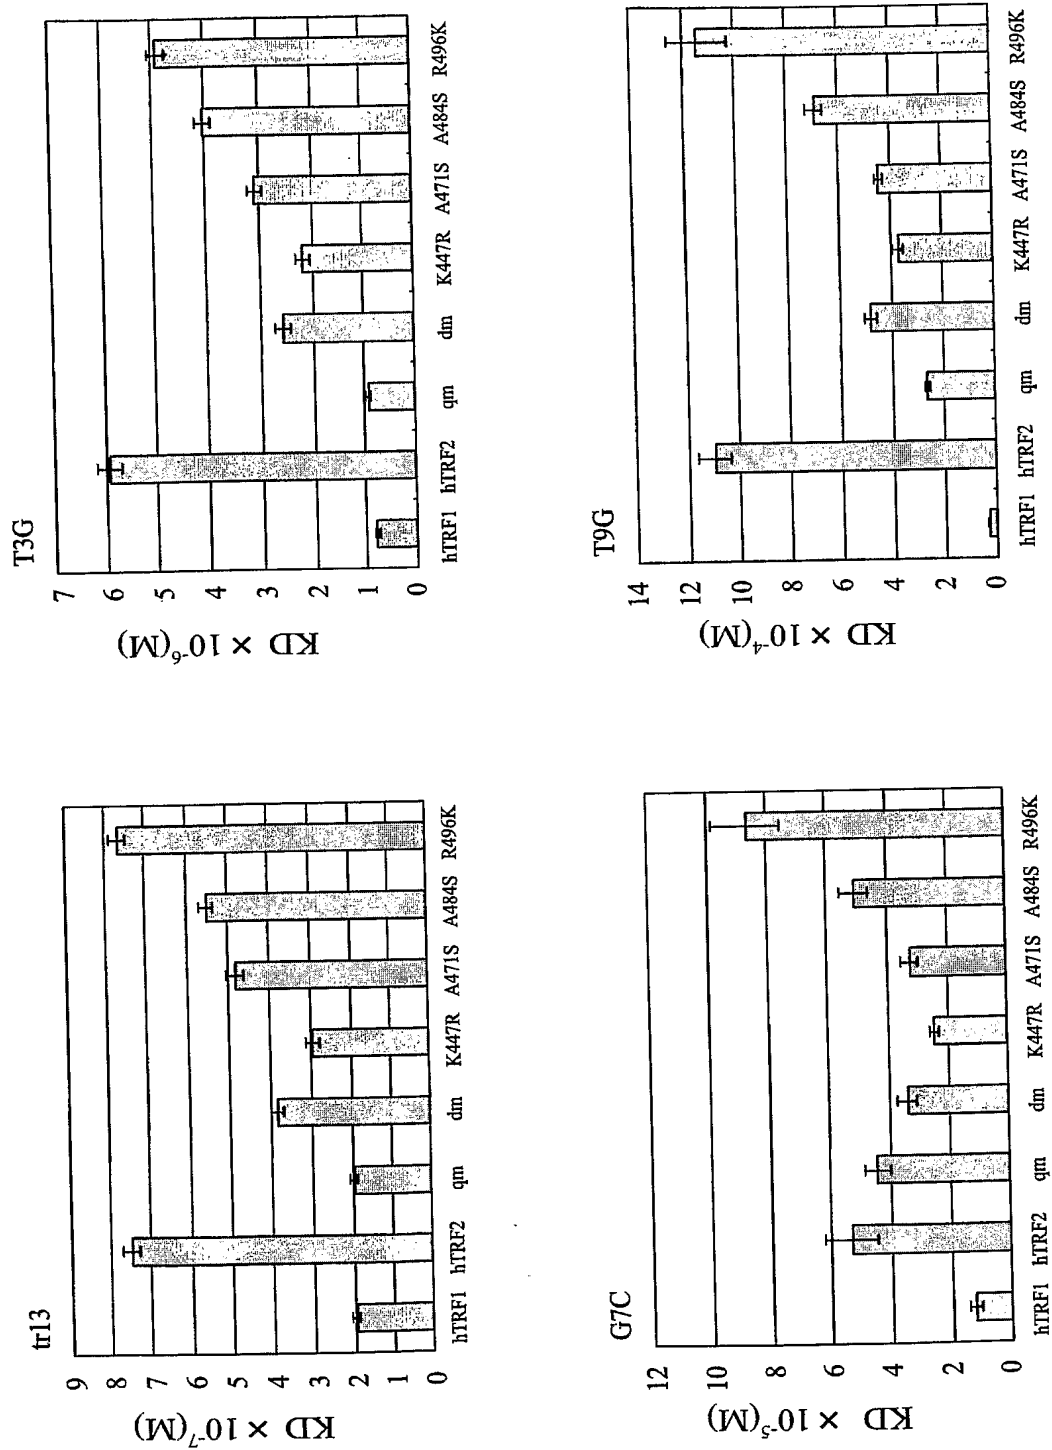 tr13
KD × 10⁻⁷(M)
9
8
7
6
5
4
3
2
1
0
hTRF1 hTRF2 qm dm K447R A471S A484S R496K
T3G
KD × 10⁻⁶(M)
7
6
5
4
3
2
1
0
hTRF1 hTRF2 qm dm K447R A471S A484S R496K
G7C
KD × 10⁻⁵(M)
12
10
8
6
4
2
0
hTRF1 hTRF2 qm dm K447R A471S A484S R496K
T9G
KD × 10⁻⁴(M)
14
12
10
8
6
4
2
0
hTRF1 hTRF2 qm dm K447R A471S A484S R496K